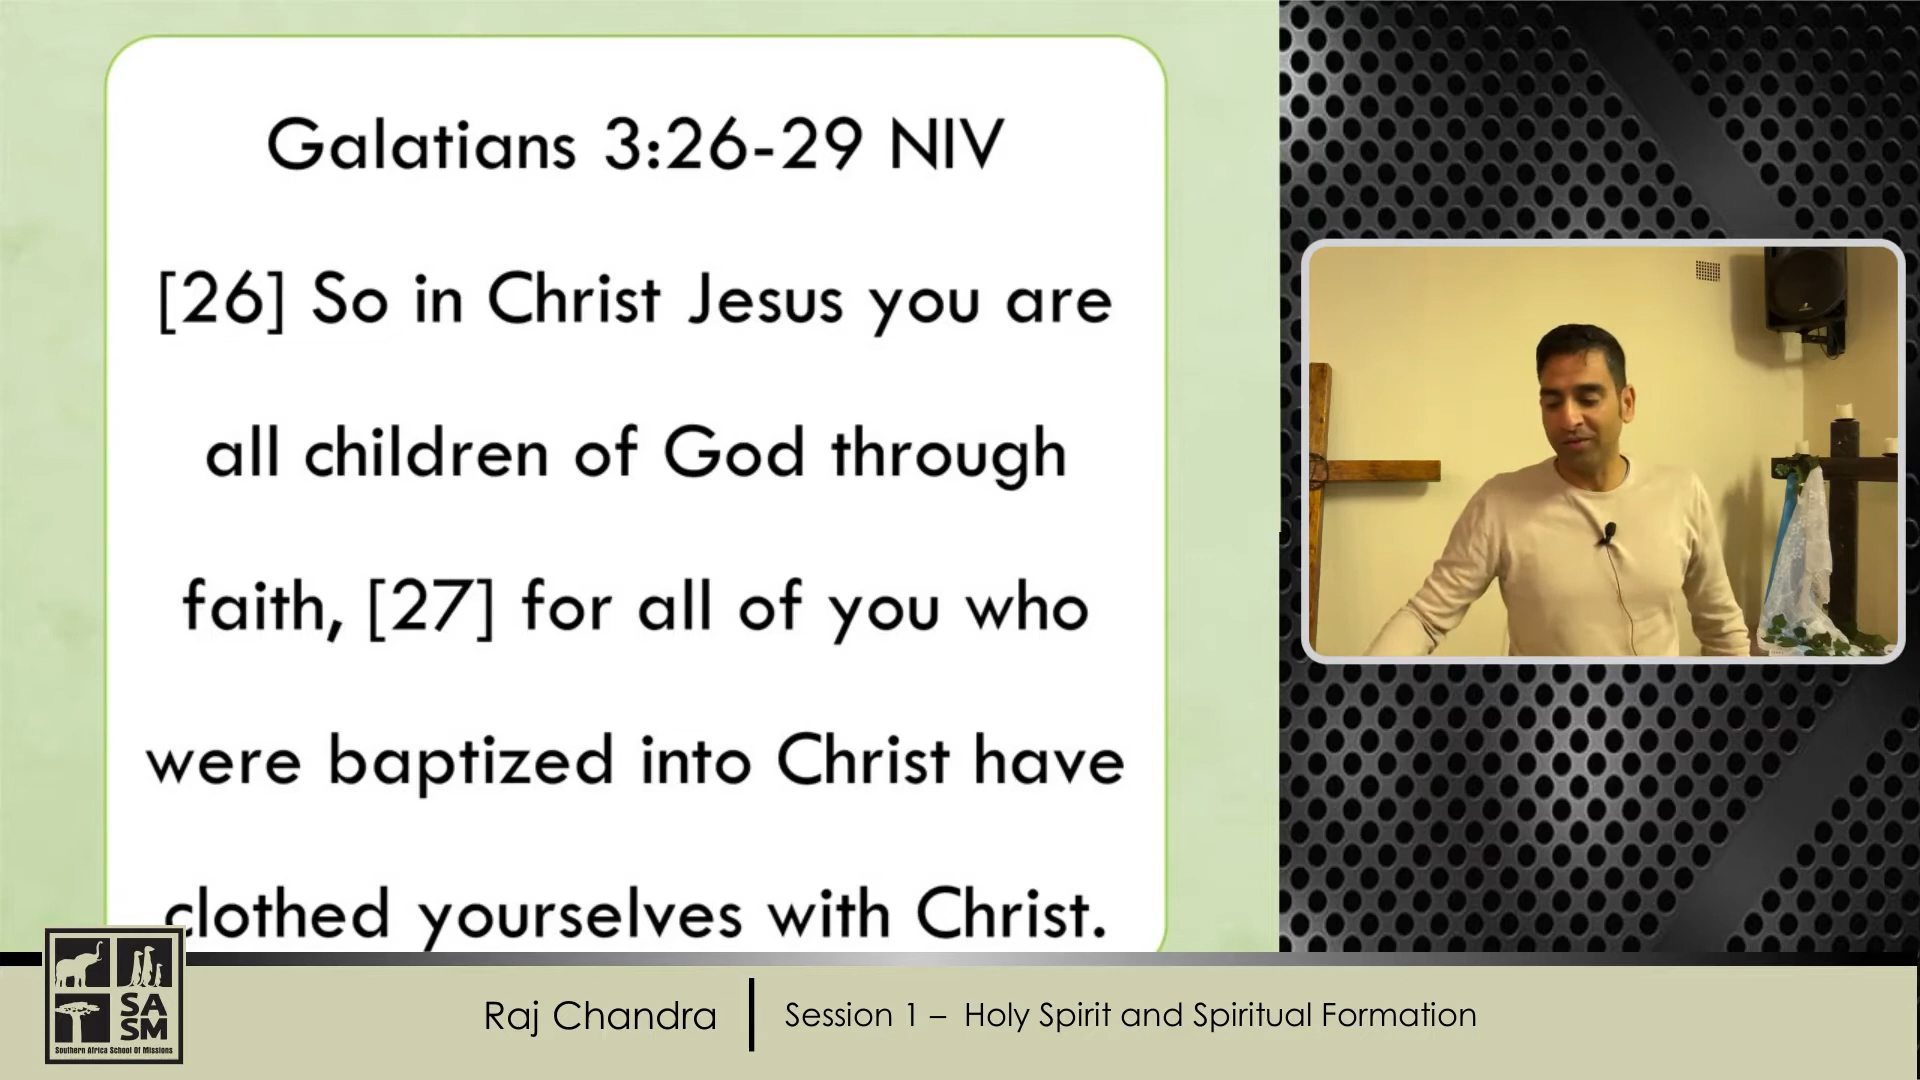 Galatians 3:26-29 NIV
[26] So in Christ Jesus you are
all children of God through
faith, [27] for all of you who
were baptized into Christ have
clothed yourselves with Christ.
SA
SM
Southern Africa School Of Missions
Raj Chandra
Session 1 – Holy Spirit and Spiritual Formation